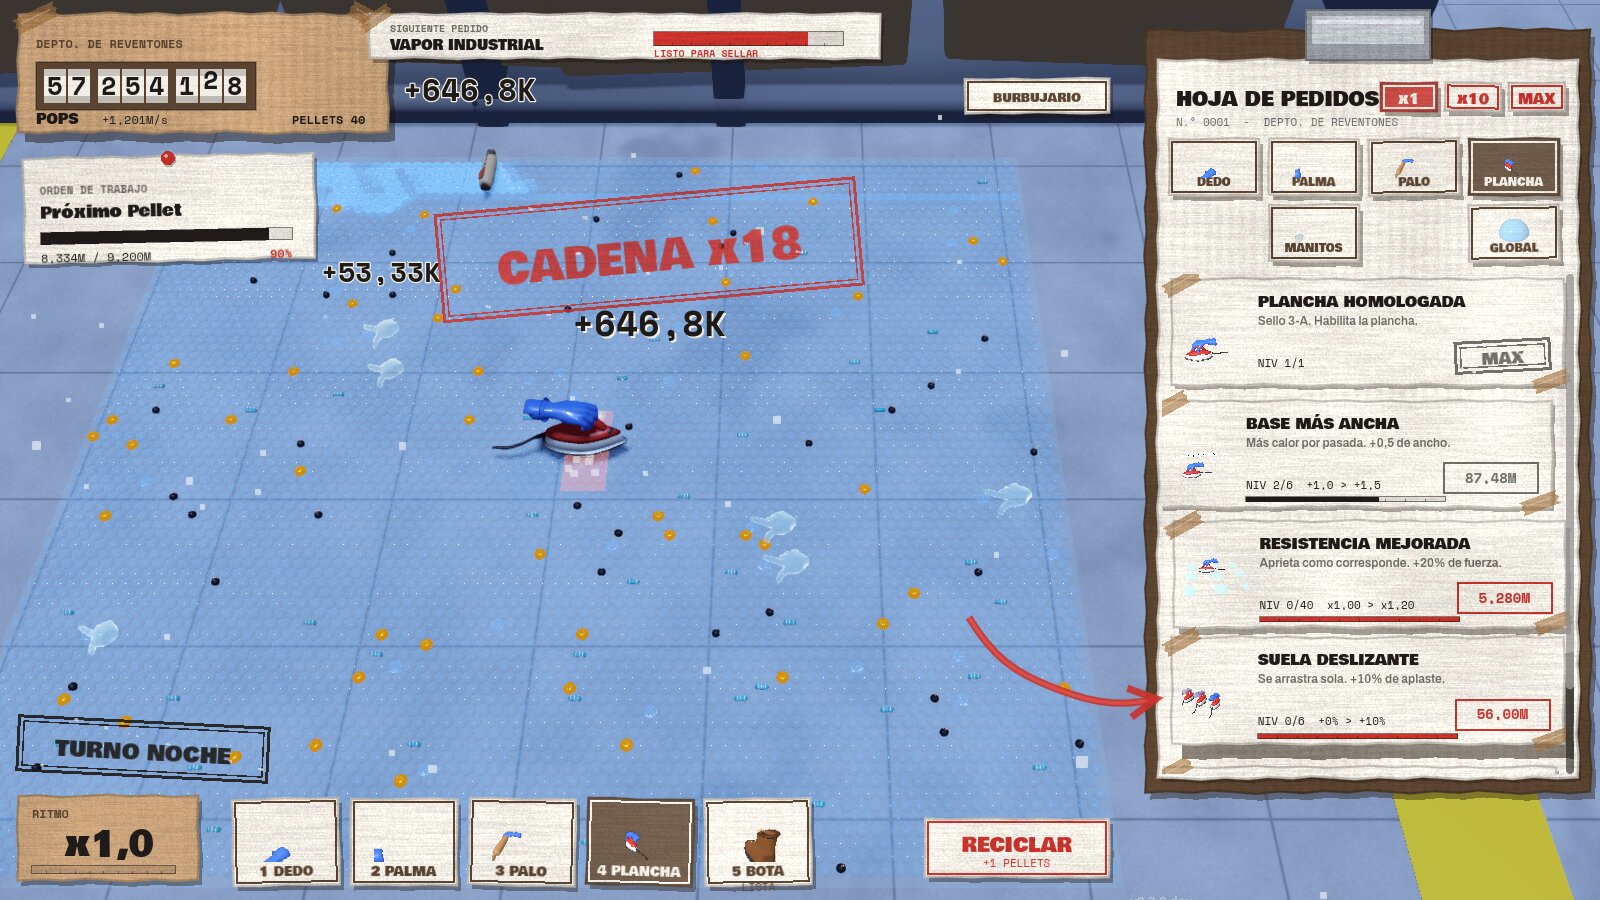 DEPTO. DE REVENTONES
57 254 128
POPS +1,201M/s PELLETS 40
SIGUIENTE PEDIDO
VAPOR INDUSTRIAL
LISTO PARA SELLAR
+646,8K
BURBUJARIO
ORDEN DE TRABAJO
Próximo Pellet
8,334M / 9,200M 90%
+53,33K
CADENA x18
+646,8K
TURNO NOCHE
RITMO
x1,0
1 DEDO
2 PALMA
3 PALO
4 PLANCHA
5 BOTA
LISTA
RECICLAR
+1 PELLETS
HOJA DE PEDIDOS
x1
x10
MAX
N.° 0001 - DEPTO. DE REVENTONES
DEDO
PALMA
PALO
PLANCHA
MANITOS
GLOBAL
PLANCHA HOMOLOGADA
Sello 3-A. Habilita la plancha.
NIV 1/1
MAX
BASE MÁS ANCHA
Más calor por pasada. +0,5 de ancho.
NIV 2/6 +1,0 > +1,5
87,48M
RESISTENCIA MEJORADA
Aprieta como corresponde. +20% de fuerza.
NIV 0/40 x1,00 > x1,20
5,280M
SUELA DESLIZANTE
Se arrastra sola. +10% de aplaste.
NIV 0/6 +0% > +10%
56,00M